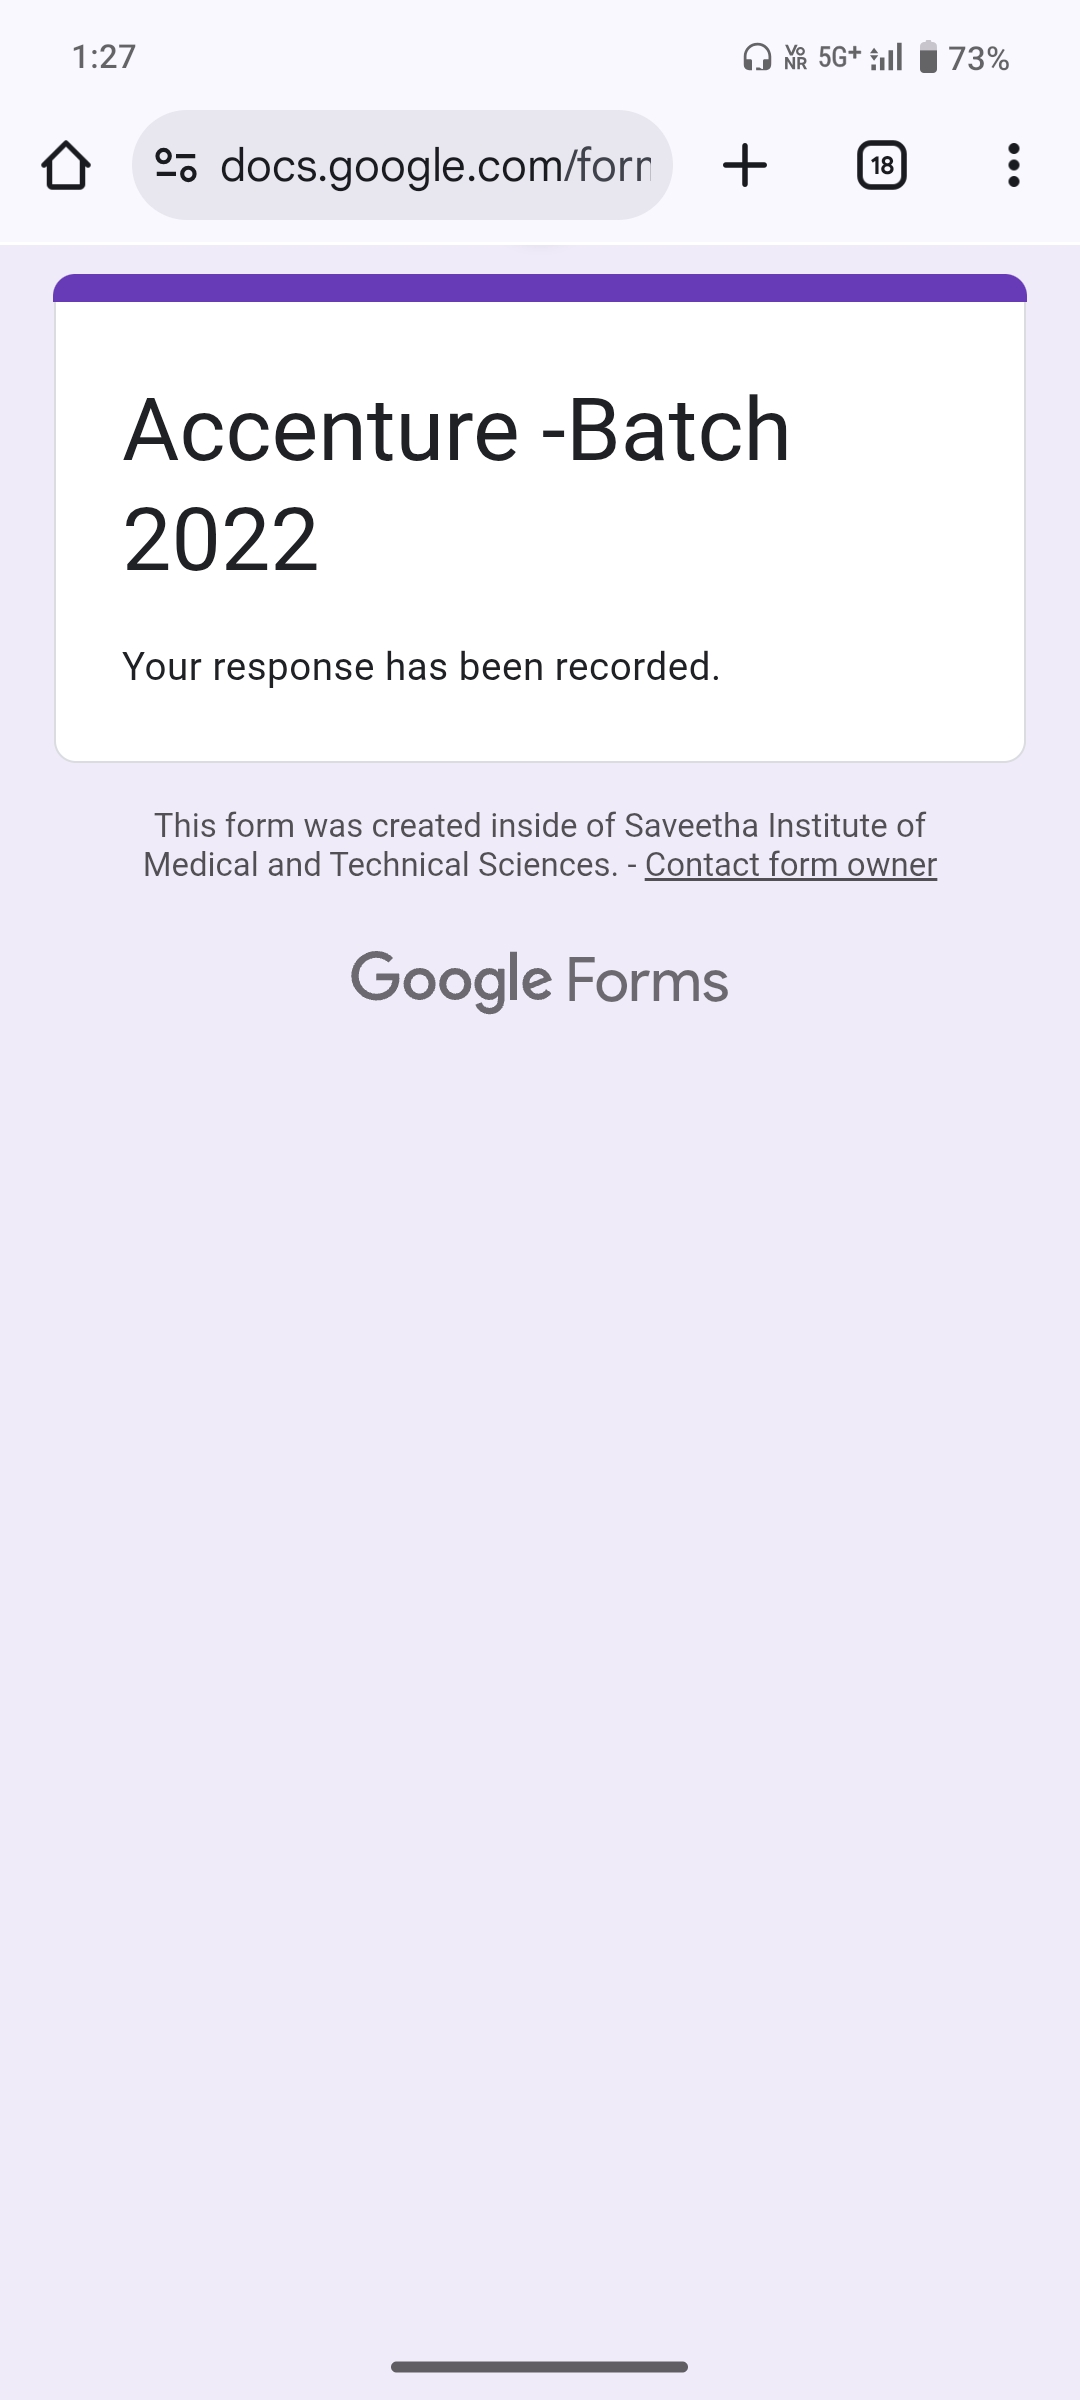 1:27
Vo
NR
5G+
73%
docs.google.com/forn
18
Accenture -Batch
2022
Your response has been recorded.
This form was created inside of Saveetha Institute of
Medical and Technical Sciences. - Contact form owner
Google Forms